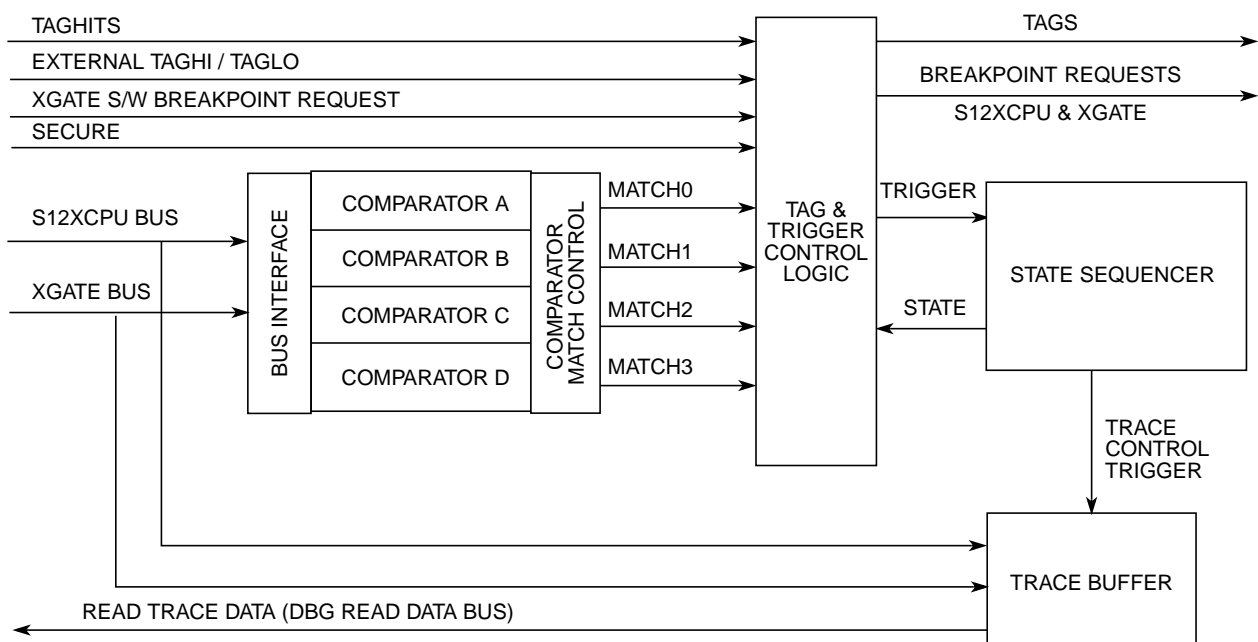 TAGHITS
EXTERNAL TAGHI / TAGLO
XGATE S/W BREAKPOINT REQUEST
SECURE
TAGS
BREAKPOINT REQUESTS
S12XCPU & XGATE
S12XCPU BUS
XGATE BUS
BUS INTERFACE
COMPARATOR A
COMPARATOR B
COMPARATOR C
COMPARATOR D
COMPARATOR
MATCH CONTROL
MATCH0
MATCH1
MATCH2
MATCH3
TAG &
TRIGGER
CONTROL
LOGIC
TRIGGER
STATE
STATE SEQUENCER
TRACE
CONTROL
TRIGGER
TRACE BUFFER
READ TRACE DATA (DBG READ DATA BUS)